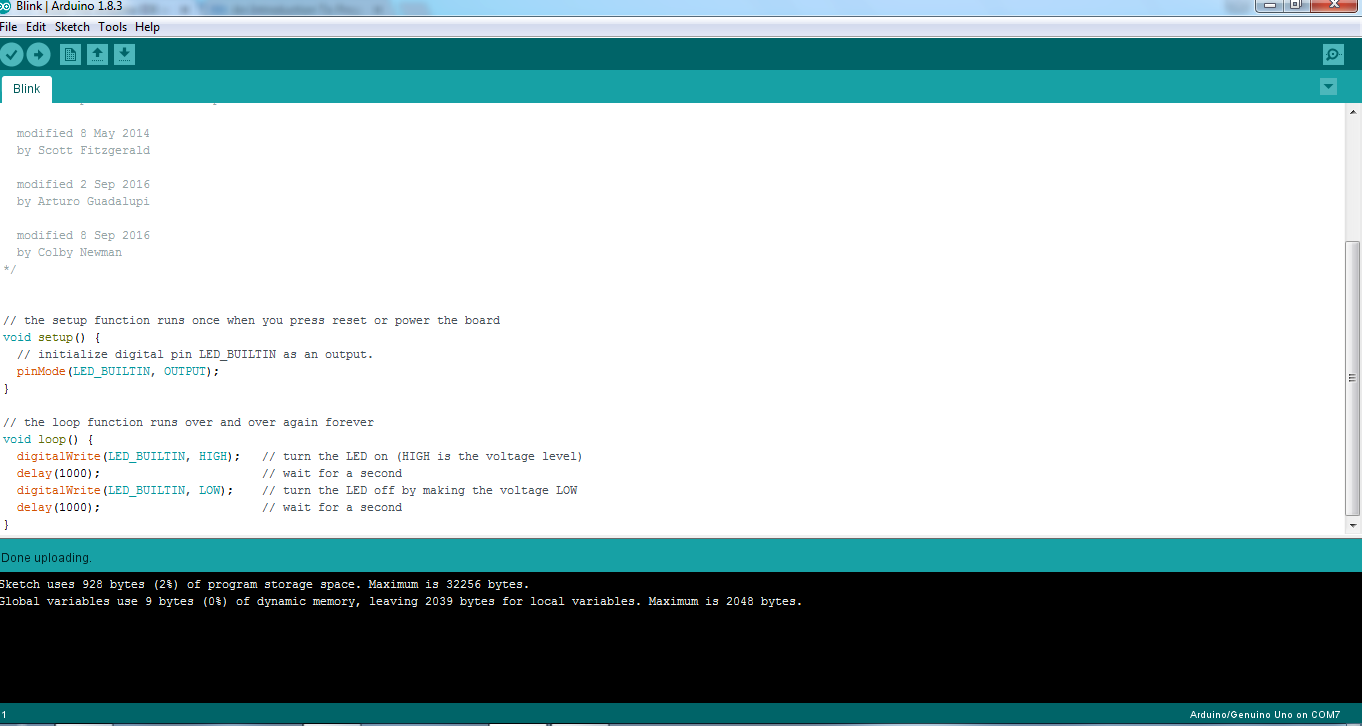 Blink | Arduino 1.8.3
File Edit Sketch Tools Help
Blink
modified 8 May 2014
by Scott Fitzgerald
modified 2 Sep 2016
by Arturo Guadalupi
modified 8 Sep 2016
by Colby Newman
*/
// the setup function runs once when you press reset or power the board
void setup() {
// initialize digital pin LED_BUILTIN as an output.
pinMode(LED_BUILTIN, OUTPUT);
}
// the loop function runs over and over again forever
void loop() {
digitalWrite(LED_BUILTIN, HIGH); // turn the LED on (HIGH is the voltage level)
delay(1000); // wait for a second
digitalWrite(LED_BUILTIN, LOW); // turn the LED off by making the voltage LOW
delay(1000); // wait for a second
}
Done uploading.
Sketch uses 928 bytes (2%) of program storage space. Maximum is 32256 bytes.
Global variables use 9 bytes (0%) of dynamic memory, leaving 2039 bytes for local variables. Maximum is 2048 bytes.
1
Arduino/Genuino Uno on COM7